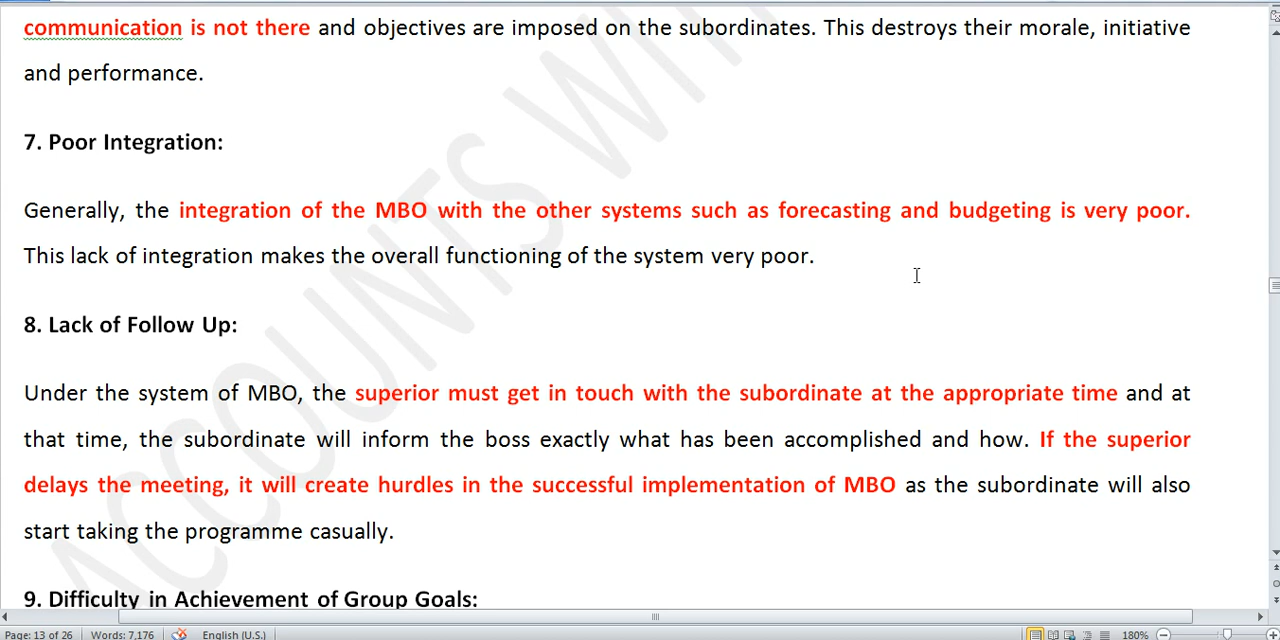 communication is not there and objectives are imposed on the subordinates. This destroys their morale, initiative
and performance.
7. Poor Integration:
Generally, the integration of the MBO with the other systems such as forecasting and budgeting is very poor.
This lack of integration makes the overall functioning of the system very poor.
8. Lack of Follow Up:
Under the system of MBO, the superior must get in touch with the subordinate at the appropriate time and at
that time, the subordinate will inform the boss exactly what has been accomplished and how. If the superior
delays the meeting, it will create hurdles in the successful implementation of MBO as the subordinate will also
start taking the programme casually.
9. Difficulty in Achievement of Group Goals:
ACCOUNTS WI
Page: 13 of 26 Words: 7,176 English (U.S.) 180%